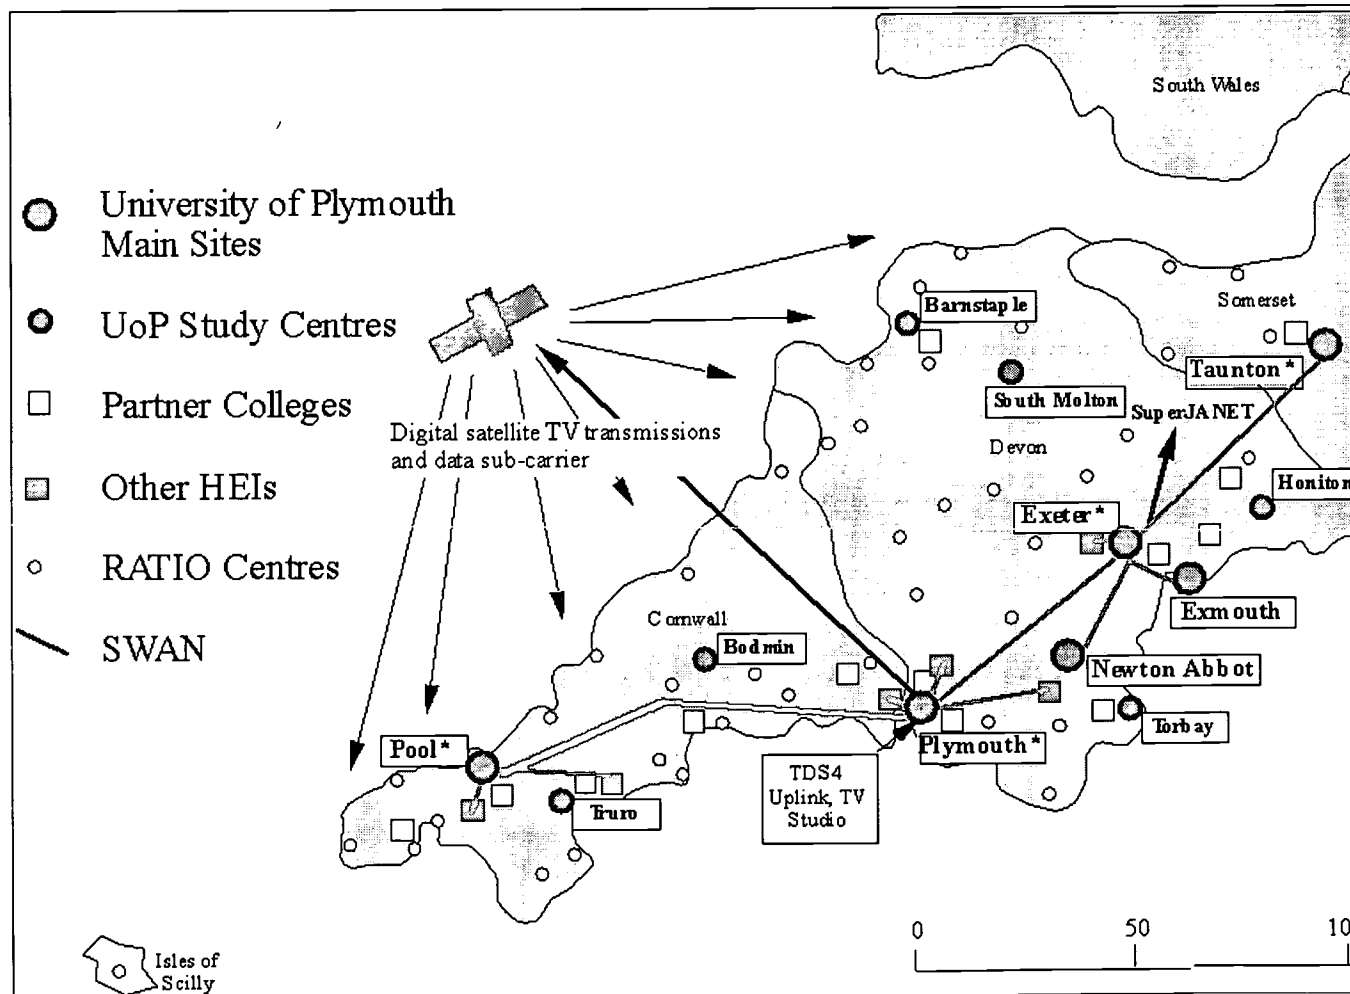 South Wales
University of Plymouth
Main Sites
UoP Study Centres
Partner Colleges
Other HEIs
RATIO Centres
SWAN
Digital satellite TV transmissions
and data sub-carrier
Barnstaple
Somerset
Taunton*
South Molton
SuperJANET
Devon
Honiton
Exeter*
Exmouth
Cornwall
Bodmin
Newton Abbot
Torbay
Pool*
Plymouth*
TDS4
Uplink, TV
Studio
Truro
0
50
10
Isles of
Scilly